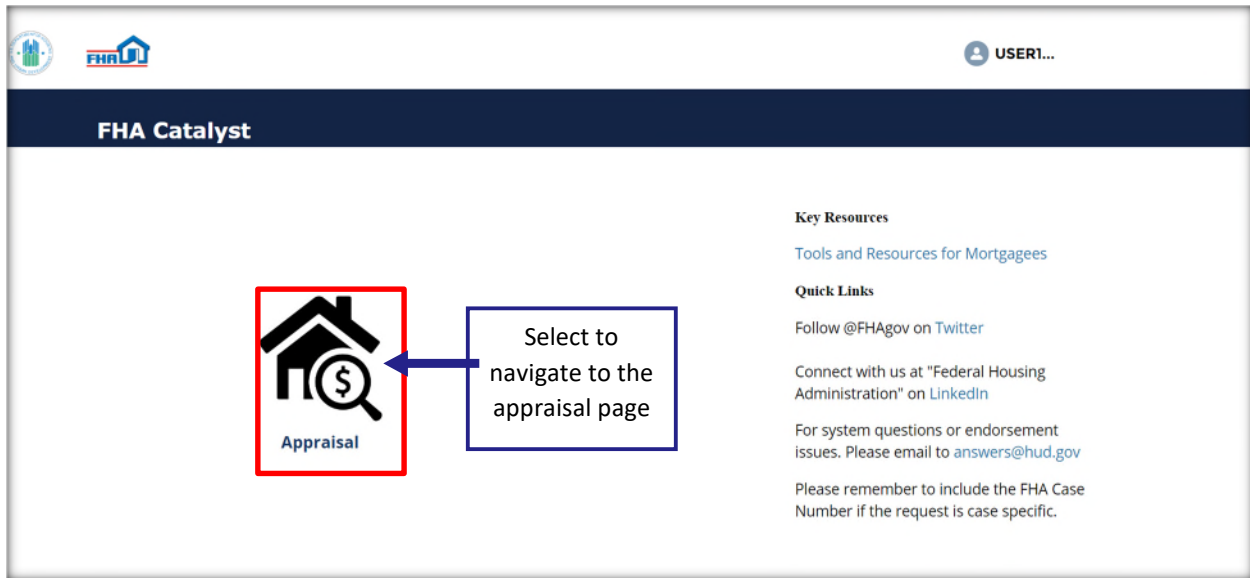 FHA
USER1...
FHA Catalyst
Key Resources
Tools and Resources for Mortgagees
Quick Links
Follow @FHAgov on Twitter
Connect with us at "Federal Housing
Administration" on LinkedIn
For system questions or endorsement
issues. Please email to answers@hud.gov
Please remember to include the FHA Case
Number if the request is case specific.
$
Appraisal
Select to
navigate to the
appraisal page